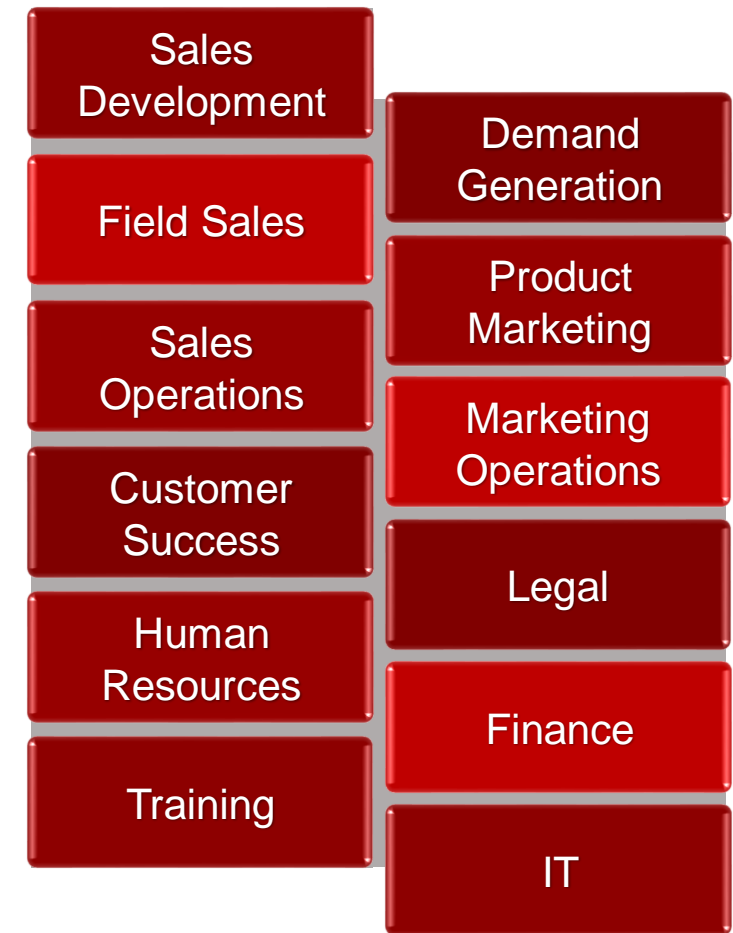 Sales
Development
Field Sales
Sales
Operations
Customer
Success
Human
Resources
Training
Demand
Generation
Product
Marketing
Marketing
Operations
Legal
Finance
IT